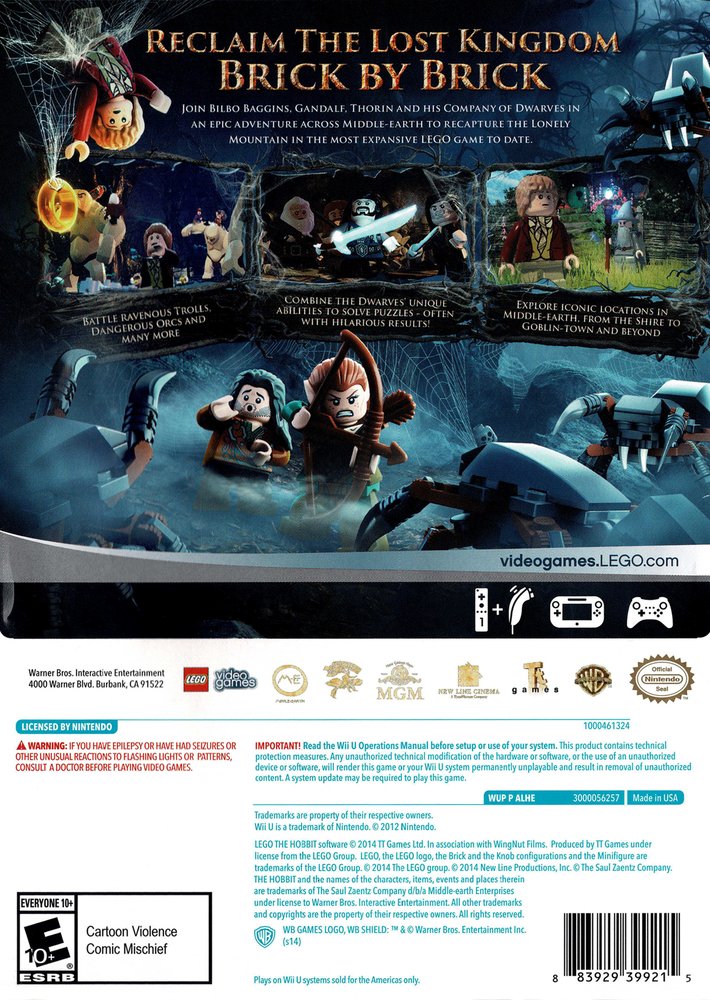 RECLAIM THE LOST KINGDOM
BRICK BY BRICK
JOIN BILBO BAGGINS, GANDALF, THORIN AND HIS COMPANY OF DWARVES IN
AN EPIC ADVENTURE ACROSS MIDDLE-EARTH TO RECAPTURE THE LONELY
MOUNTAIN IN THE MOST EXPANSIVE LEGO GAME TO DATE.
BATTLE RAVENOUS TROLLS,
DANGEROUS ORCS AND
MANY MORE
COMBINE THE DWARVES' UNIQUE
ABILITIES TO SOLVE PUZZLES - OFTEN
WITH HILARIOUS RESULTS!
EXPLORE ICONIC LOCATIONS IN
MIDDLE-EARTH, FROM THE SHIRE TO
GOBLIN-TOWN AND BEYOND
videogames.LEGO.com
1
+
Warner Bros. Interactive Entertainment
4000 Warner Blvd. Burbank, CA 91522
LEGO
video games
MIDDLE-EARTH
MGM
NEW LINE CINEMA
TT games
WB
Official
Nintendo
Seal
LICENSED BY NINTENDO
1000461324
WARNING: IF YOU HAVE EPILEPSY OR HAVE HAD SEIZURES OR
OTHER UNUSUAL REACTIONS TO FLASHING LIGHTS OR PATTERNS,
CONSULT A DOCTOR BEFORE PLAYING VIDEO GAMES.
IMPORTANT! Read the Wii U Operations Manual before setup or use of your system. This product contains technical
protection measures. Any unauthorized technical modification of the hardware or software, or the use of an unauthorized
device or software, will render this game or your Wii U system permanently unplayable and result in removal of unauthorized
content. A system update may be required to play this game.
WUP P ALHE
3000056257
Made in USA
Trademarks are property of their respective owners.
Wii U is a trademark of Nintendo. © 2012 Nintendo.
LEGO THE HOBBIT software © 2014 TT Games Ltd. In association with WingNut Films. Produced by TT Games under
license from the LEGO Group. LEGO, the LEGO logo, the Brick and the Knob configurations and the Minifigure are
trademarks of the LEGO Group. © 2014 The LEGO group. © 2014 New Line Productions, Inc. © The Saul Zaentz Company.
THE HOBBIT and the names of the characters, items, events and places therein
are trademarks of The Saul Zaentz Company d/b/a Middle-earth Enterprises
under license to Warner Bros. Interactive Entertainment. All other trademarks
and copyrights are the property of their respective owners. All rights reserved.
WB GAMES LOGO, WB SHIELD: ™ & © Warner Bros. Entertainment Inc.
(s14)
Plays on Wii U systems sold for the Americas only.
EVERYONE 10+
E
10+
ESRB
Cartoon Violence
Comic Mischief
8 83929 39921 5